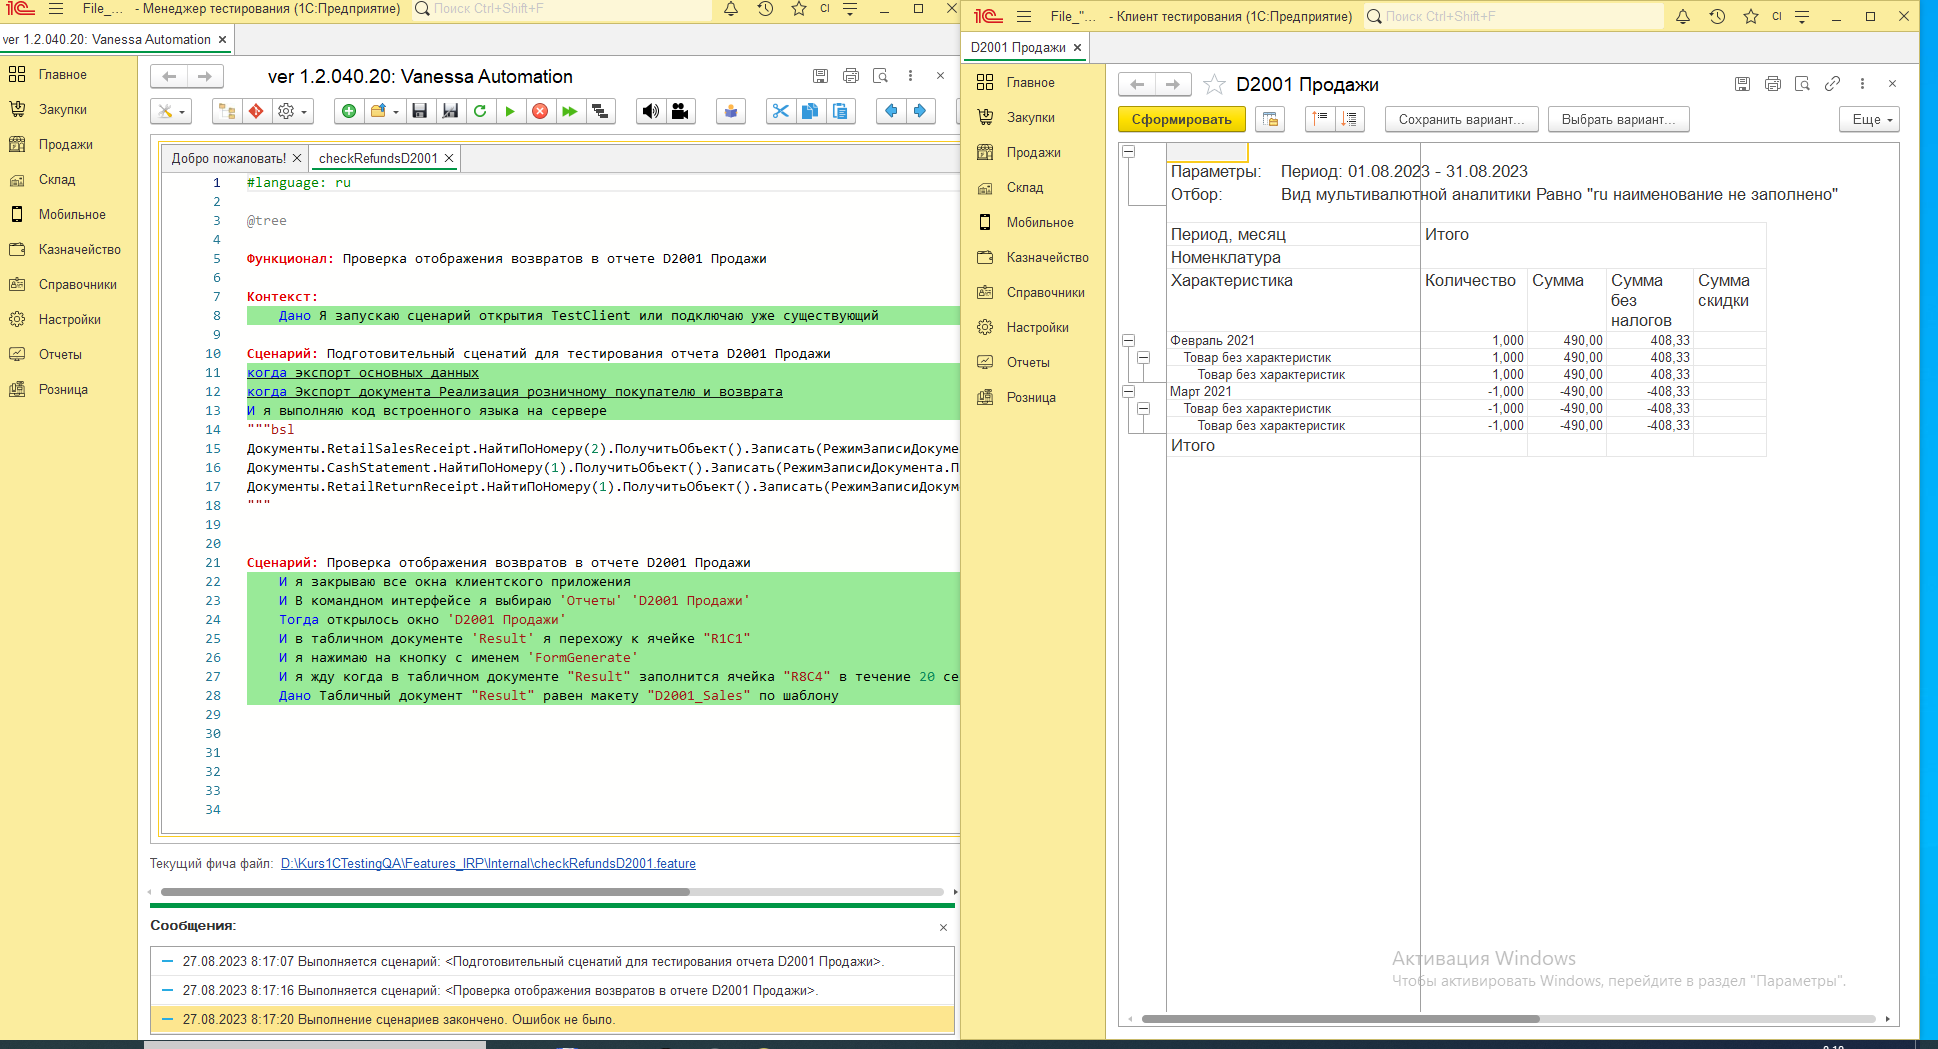 File_... - Менеджер тестирования (1С:Предприятие)
Поиск Ctrl+Shift+F
CI
ver 1.2.040.20: Vanessa Automation
Главное
Закупки
Продажи
Склад
Мобильное
Казначейство
Справочники
Настройки
Отчеты
Розница
ver 1.2.040.20: Vanessa Automation
Добро пожаловать!
checkRefundsD2001
1 #language: ru
2
3 @tree
4
5 Функционал: Проверка отображения возвратов в отчете D2001 Продажи
6
7 Контекст:
8 Дано Я запускаю сценарий открытия TestClient или подключаю уже существующий
9
10 Сценарий: Подготовительный сценатий для тестирования отчета D2001 Продажи
11 когда экспорт основных данных
12 когда Экспорт документа Реализация розничному покупателю и возврата
13 И я выполняю код встроенного языка на сервере
14 """bsl
15 Документы.RetailSalesReceipt.НайтиПоНомеру(2).ПолучитьОбъект().Записать(РежимЗаписиДокуме
16 Документы.CashStatement.НайтиПоНомеру(1).ПолучитьОбъект().Записать(РежимЗаписиДокумента.П
17 Документы.RetailReturnReceipt.НайтиПоНомеру(1).ПолучитьОбъект().Записать(РежимЗаписиДокум
18 """
19
20
21 Сценарий: Проверка отображения возвратов в отчете D2001 Продажи
22 И я закрываю все окна клиентского приложения
23 И В командном интерфейсе я выбираю 'Отчеты' 'D2001 Продажи'
24 Тогда открылось окно 'D2001 Продажи'
25 И в табличном документе 'Result' я перехожу к ячейке "R1C1"
26 И я нажимаю на кнопку с именем 'FormGenerate'
27 И я жду когда в табличном документе "Result" заполнится ячейка "R8C4" в течение 20 се
28 Дано Табличный документ "Result" равен макету "D2001_Sales" по шаблону
29
30
31
32
33
34
Текущий фича файл: D:\Kurs1CTestingQA\Features_IRP\Internal\checkRefundsD2001.feature
Сообщения:
27.08.2023 8:17:07 Выполняется сценарий: <Подготовительный сценатий для тестирования отчета D2001 Продажи>.
27.08.2023 8:17:16 Выполняется сценарий: <Проверка отображения возвратов в отчете D2001 Продажи>.
27.08.2023 8:17:20 Выполнение сценариев закончено. Ошибок не было.
File_"... - Клиент тестирования (1С:Предприятие)
Поиск Ctrl+Shift+F
CI
D2001 Продажи
Главное
Закупки
Продажи
Склад
Мобильное
Казначейство
Справочники
Настройки
Отчеты
Розница
D2001 Продажи
Сформировать
Сохранить вариант...
Выбрать вариант...
Еще
Параметры: Период: 01.08.2023 - 31.08.2023
Отбор: Вид мультивалютной аналитики Равно "ru наименование не заполнено"
Период, месяц Итого
Номенклатура
Характеристика Количество Сумма Сумма без налогов Сумма скидки
Февраль 2021 1,000 490,00 408,33
Товар без характеристик 1,000 490,00 408,33
Товар без характеристик 1,000 490,00 408,33
Март 2021 -1,000 -490,00 -408,33
Товар без характеристик -1,000 -490,00 -408,33
Товар без характеристик -1,000 -490,00 -408,33
Итого
Активация Windows
Чтобы активировать Windows, перейдите в раздел "Параметры".